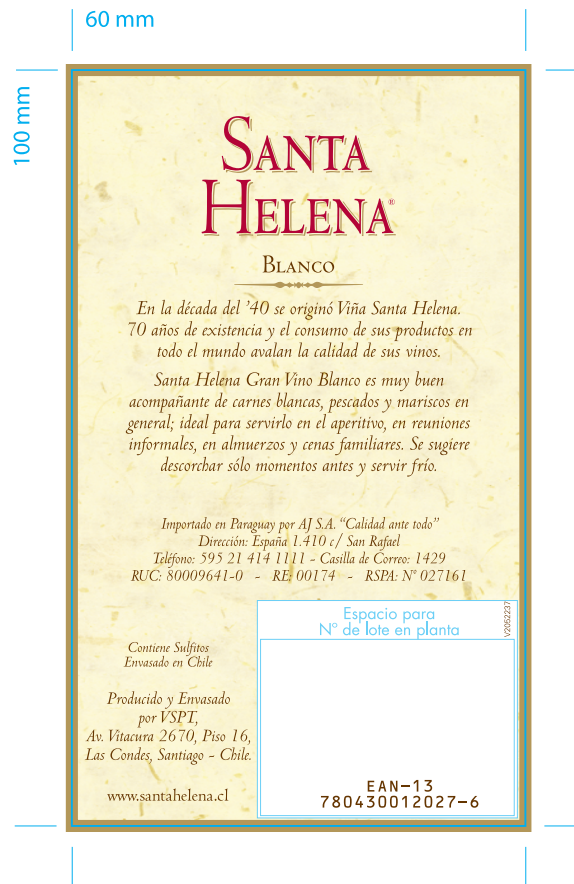 60 mm
100 mm
SANTA
HELENA®
BLANCO
En la década del ’40 se originó Viña Santa Helena.
70 años de existencia y el consumo de sus productos en
todo el mundo avalan la calidad de sus vinos.
Santa Helena Gran Vino Blanco es muy buen
acompañante de carnes blancas, pescados y mariscos en
general; ideal para servirlo en el aperitivo, en reuniones
informales, en almuerzos y cenas familiares. Se sugiere
descorchar sólo momentos antes y servir frío.
Importado en Paraguay por AJ S.A. “Calidad ante todo”
Dirección: España 1.410 c/ San Rafael
Teléfono: 595 21 414 1111 - Casilla de Correo: 1429
RUC: 80009641-0 - RE: 00174 - RSPA: N° 027161
Espacio para
N° de lote en planta
V2052237
Contiene Sulfitos
Envasado en Chile
Producido y Envasado
por VSPT,
Av. Vitacura 2670, Piso 16,
Las Condes, Santiago - Chile.
www.santahelena.cl
EAN-13
780430012027-6